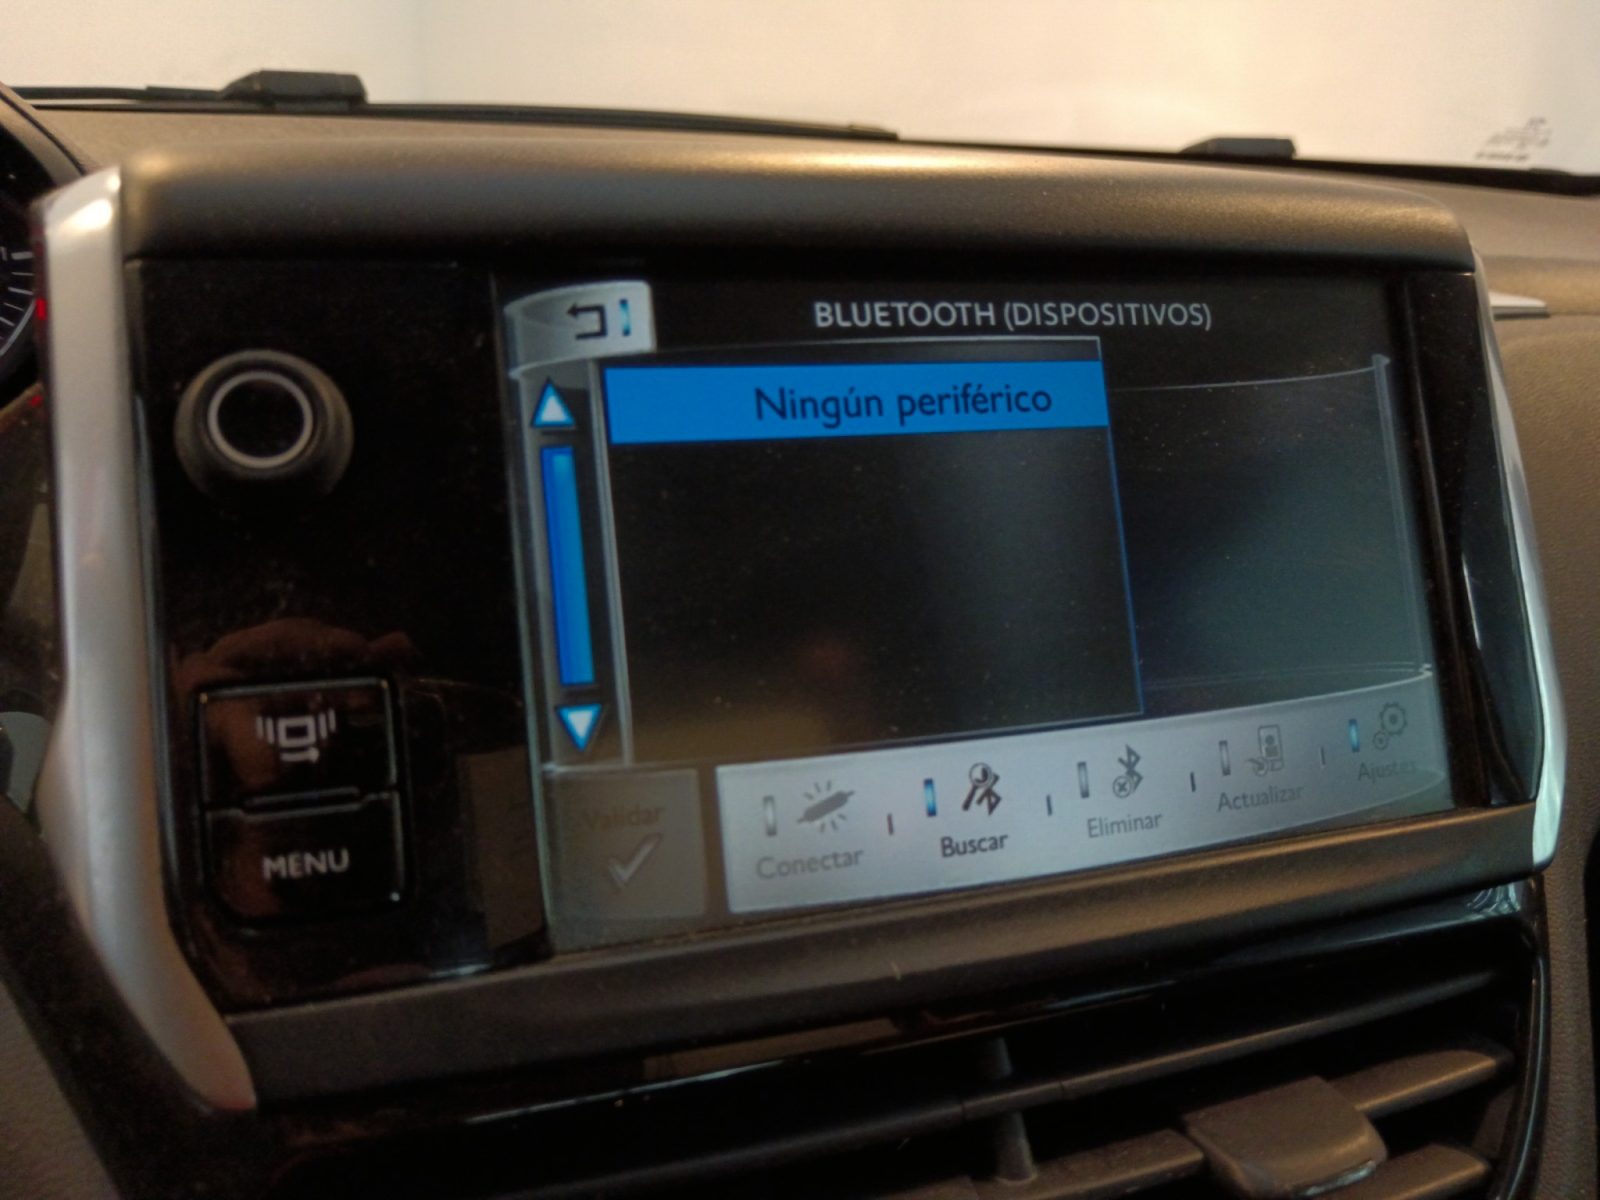 BLUETOOTH (DISPOSITIVOS)
Ningún periférico
Validar
Conectar
Buscar
Eliminar
Actualizar
Ajustes
MENU